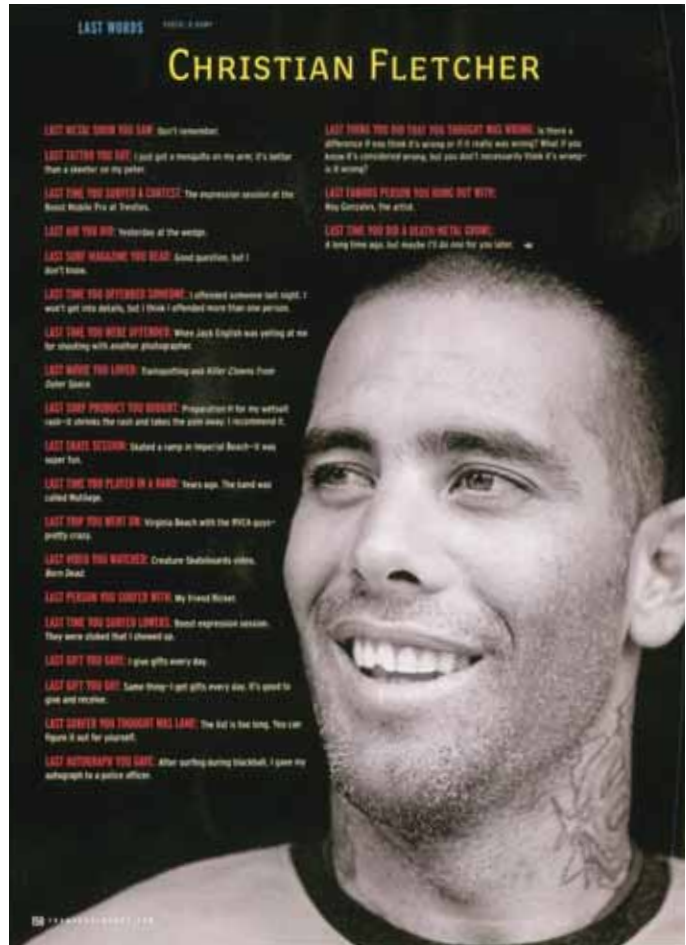 LAST WORDS
CHRISTIAN FLETCHER
LAST METAL SHOW YOU SAW: Don't remember.
LAST TATTOO YOU GOT: I just got a mosquito on my arm; it's better
than a skeeter on my peter.
LAST TIME YOU SURFED A CONTEST: The expression session at the
Boost Mobile Pro at Trestles.
LAST AIR YOU DID: Yesterday at the wedge.
LAST SURF MAGAZINE YOU READ: Good question, but I
don't know.
LAST TIME YOU OFFENDED SOMEONE: I offended someone last night. I
won't get into details, but I think I offended more than one person.
LAST TIME YOU WERE OFFENDED: When Jack English was yelling at me
for shooting with another photographer.
LAST MOVIE YOU LOVED: Trainspotting and Killer Clowns From
Outer Space.
LAST SURF PRODUCT YOU BOUGHT: Preparation H for my wetsuit
rash—it shrinks the rash and takes the pain away. I recommend it.
LAST SKATE SESSION: Skated a ramp in Imperial Beach—it was
super fun.
LAST TIME YOU PLAYED IN A BAND: Years ago. The band was
called
LAST TRIP YOU WENT ON: Virginia Beach with the RVCA guys—
pretty crazy.
LAST VIDEO YOU WATCHED: Creature Skateboards video,
Born Dead.
LAST PERSON YOU SURFED WITH: My friend
LAST TIME YOU SURFED LOWERS: Boost expression session.
They were stoked that I showed up.
LAST GIFT YOU GAVE: I give gifts every day.
LAST GIFT YOU GOT: Same thing—I get gifts every day. It's good to
give and receive.
LAST SURFER YOU THOUGHT WAS LAME: The list is too long. You can
figure it out for yourself.
LAST AUTOGRAPH YOU GAVE: After surfing during blackball, I gave my
autograph to a police officer.
LAST THING YOU DID THAT YOU THOUGHT WAS WRONG: Is there a
difference if you think it's wrong or if it really was wrong? What if you
know it's considered wrong, but you don't necessarily think it's wrong—
is it wrong?
LAST FAMOUS PERSON YOU HUNG OUT WITH:
Gonzales, the artist.
LAST TIME YOU DID A DEATH-METAL GROWL:
A long time ago, but maybe I'll do one for you later.
150